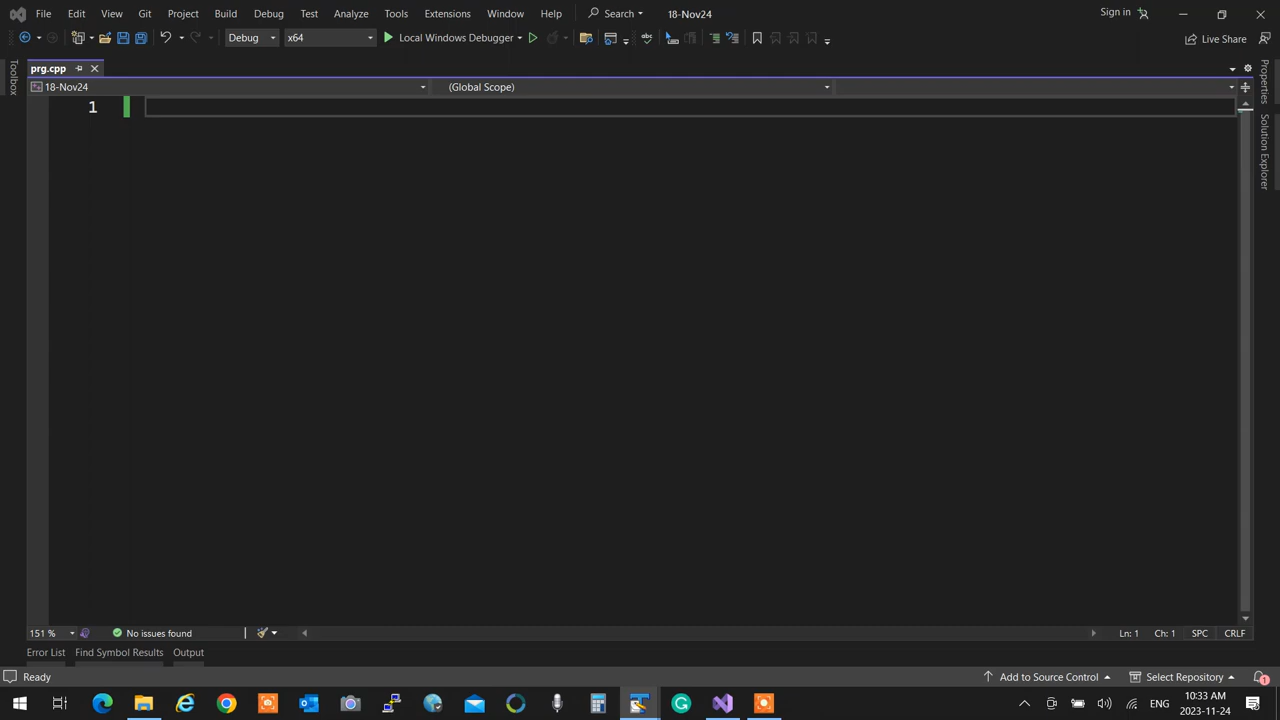 File Edit View Git Project Build Debug Test Analyze Tools Extensions Window Help Search 18-Nov24 Sign in
Debug x64 Local Windows Debugger Live Share
prg.cpp
18-Nov24 (Global Scope)
1
Toolbox
Properties
Solution Explorer
151 % No issues found Ln: 1 Ch: 1 SPC CRLF
Error List Find Symbol Results Output
Ready Add to Source Control Select Repository 1
ENG 10:33 AM
2023-11-24